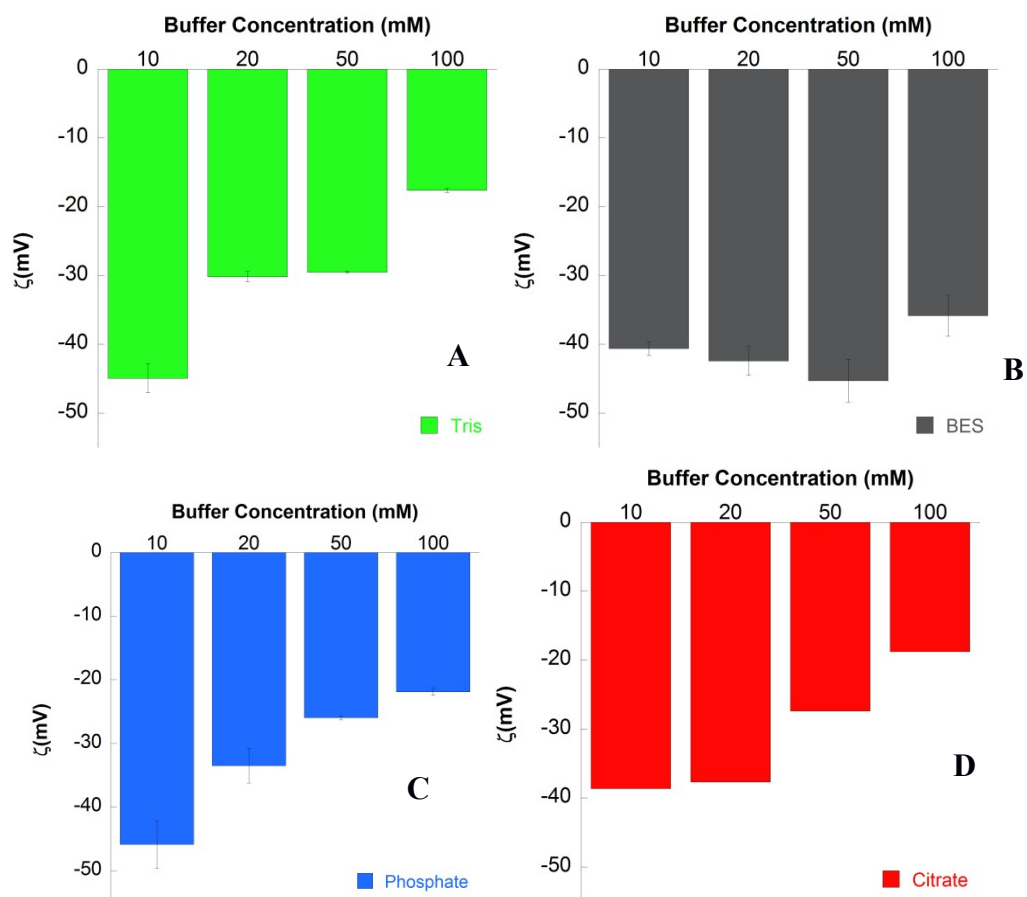 Buffer Concentration (mM)
10 20 50 100
0
-10
-20
-30
-40
-50
ζ(mV)
A
Tris
Buffer Concentration (mM)
10 20 50 100
0
-10
-20
-30
-40
-50
ζ(mV)
B
BES
Buffer Concentration (mM)
10 20 50 100
0
-10
-20
-30
-40
-50
ζ(mV)
C
Phosphate
Buffer Concentration (mM)
10 20 50 100
0
-10
-20
-30
-40
-50
ζ(mV)
D
Citrate